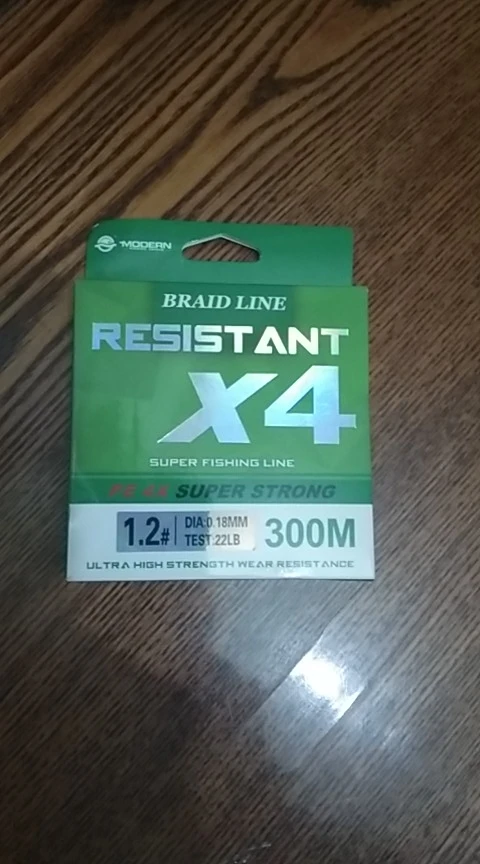 MODERN
BRAID LINE
RESISTANT
X4
SUPER FISHING LINE
PE 4X SUPER STRONG
1.2#
DIA:0.18MM
TEST:22LB
300M
ULTRA HIGH STRENGTH WEAR RESISTANCE